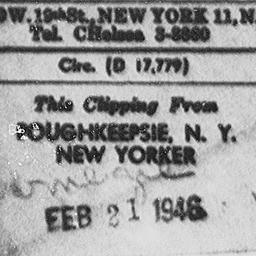 W. 19th St., NEW YORK 11, N.
Tel. CHelsea 3-8860
Circ. (D 17,779)
This Clipping From
POUGHKEEPSIE, N. Y.
NEW YORKER
FEB 21 1946